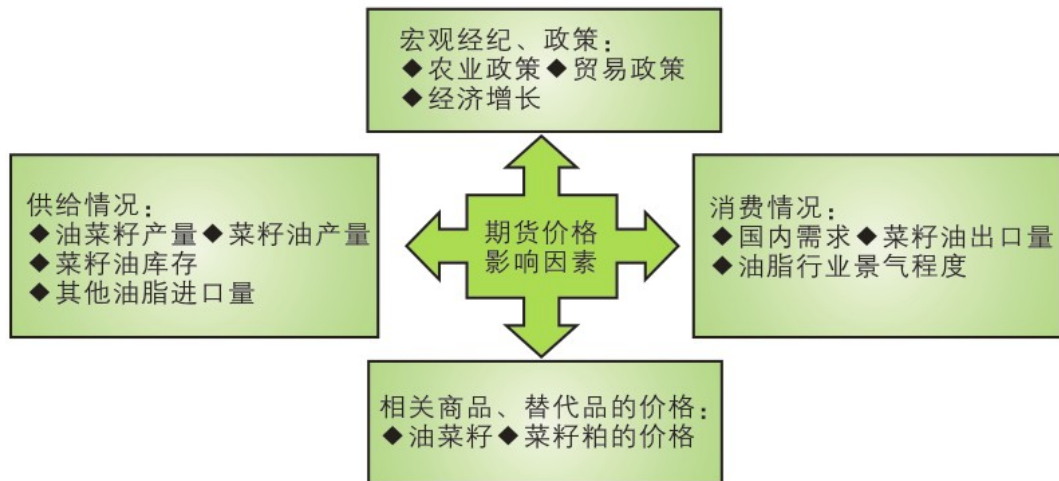 宏观经纪、政策：
◆农业政策◆贸易政策
◆经济增长
供给情况：
◆油菜籽产量◆菜籽油产量
◆菜籽油库存
◆其他油脂进口量
期货价格
影响因素
消费情况：
◆国内需求◆菜籽油出口量
◆油脂行业景气程度
相关商品、替代品的价格：
◆油菜籽◆菜籽粕的价格